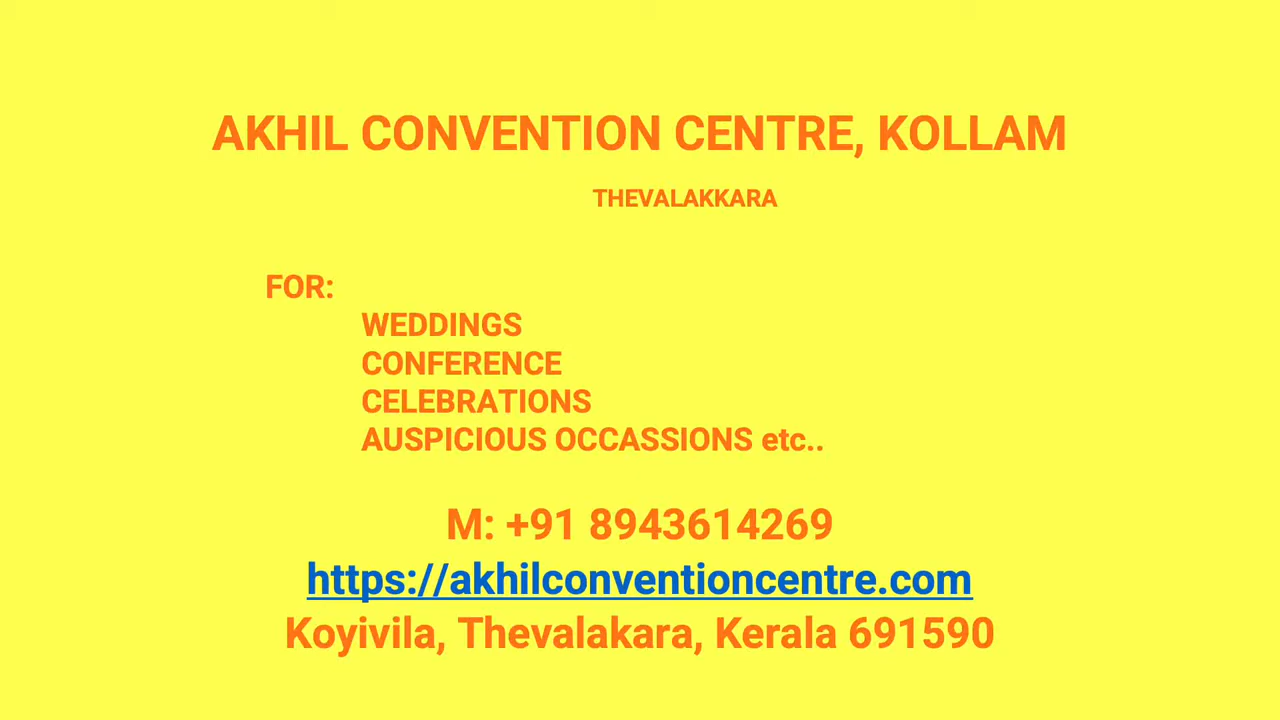 AKHIL CONVENTION CENTRE, KOLLAM
THEVALAKKARA
FOR:
WEDDINGS
CONFERENCE
CELEBRATIONS
AUSPICIOUS OCCASSIONS etc..
M: +91 8943614269
https://akhilconventioncentre.com
Koyivila, Thevalakara, Kerala 691590